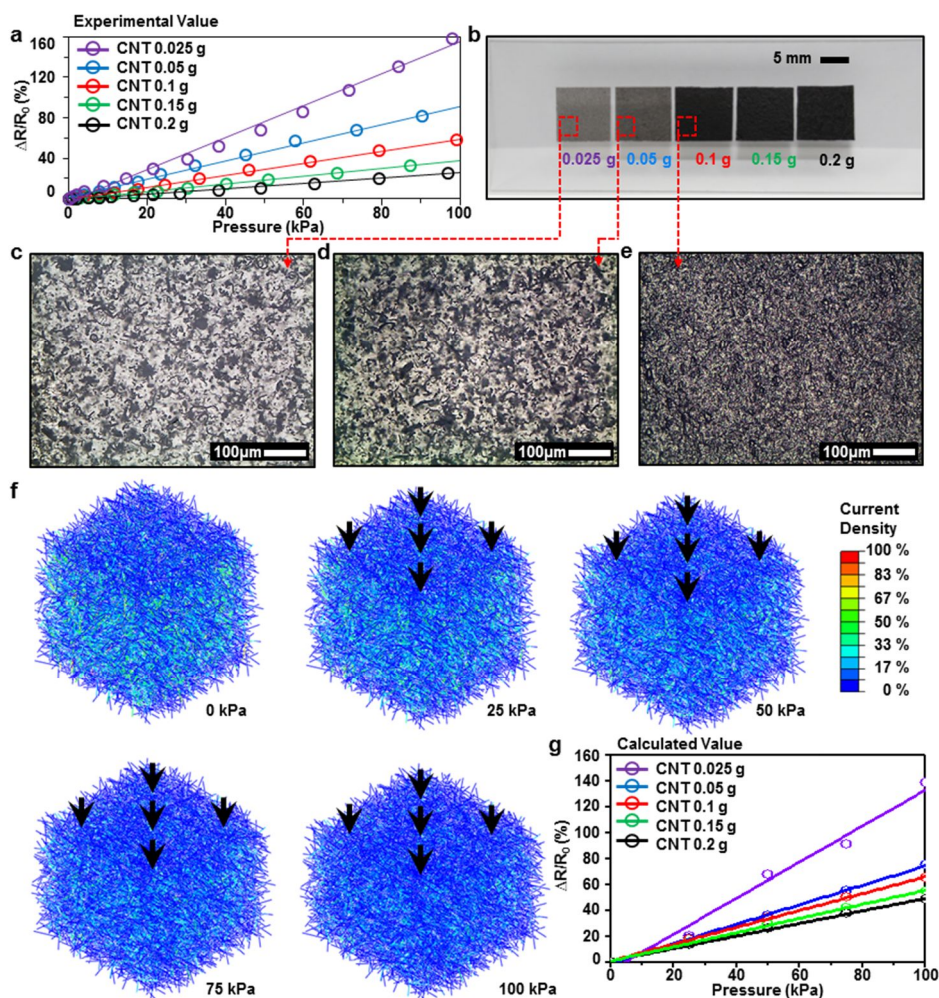 a
Experimental Value
160
120
80
40
0
ΔR/R0 (%)
CNT 0.025 g
CNT 0.05 g
CNT 0.1 g
CNT 0.15 g
CNT 0.2 g
0 20 40 60 80 100
Pressure (kPa)
b
5 mm
0.025 g 0.05 g 0.1 g 0.15 g 0.2 g
c
100μm
d
100μm
e
100μm
f
0 kPa
25 kPa
50 kPa
Current
Density
100 %
83 %
67 %
50 %
33 %
17 %
0 %
75 kPa
100 kPa
g
Calculated Value
160
140
120
100
80
60
40
20
0
ΔR/R0 (%)
CNT 0.025 g
CNT 0.05 g
CNT 0.1 g
CNT 0.15 g
CNT 0.2 g
0 20 40 60 80 100
Pressure (kPa)